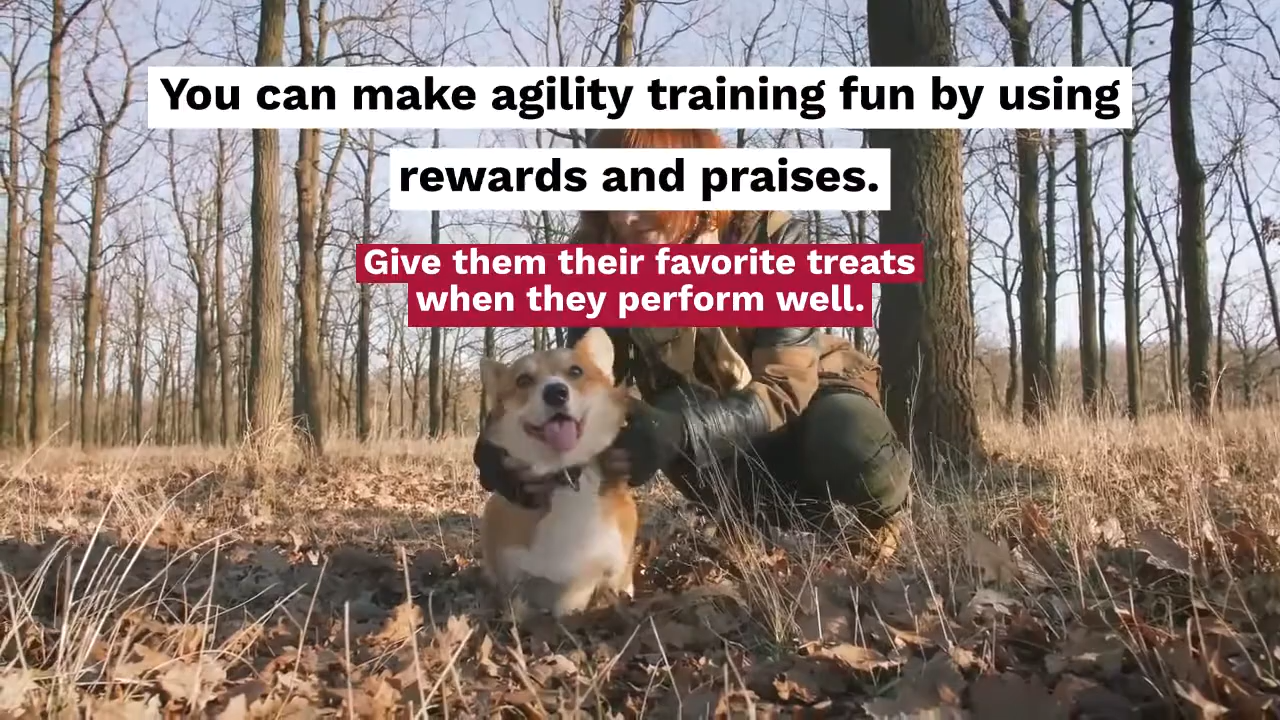 You can make agility training fun by using
rewards and praises.
Give them their favorite treats
when they perform well.